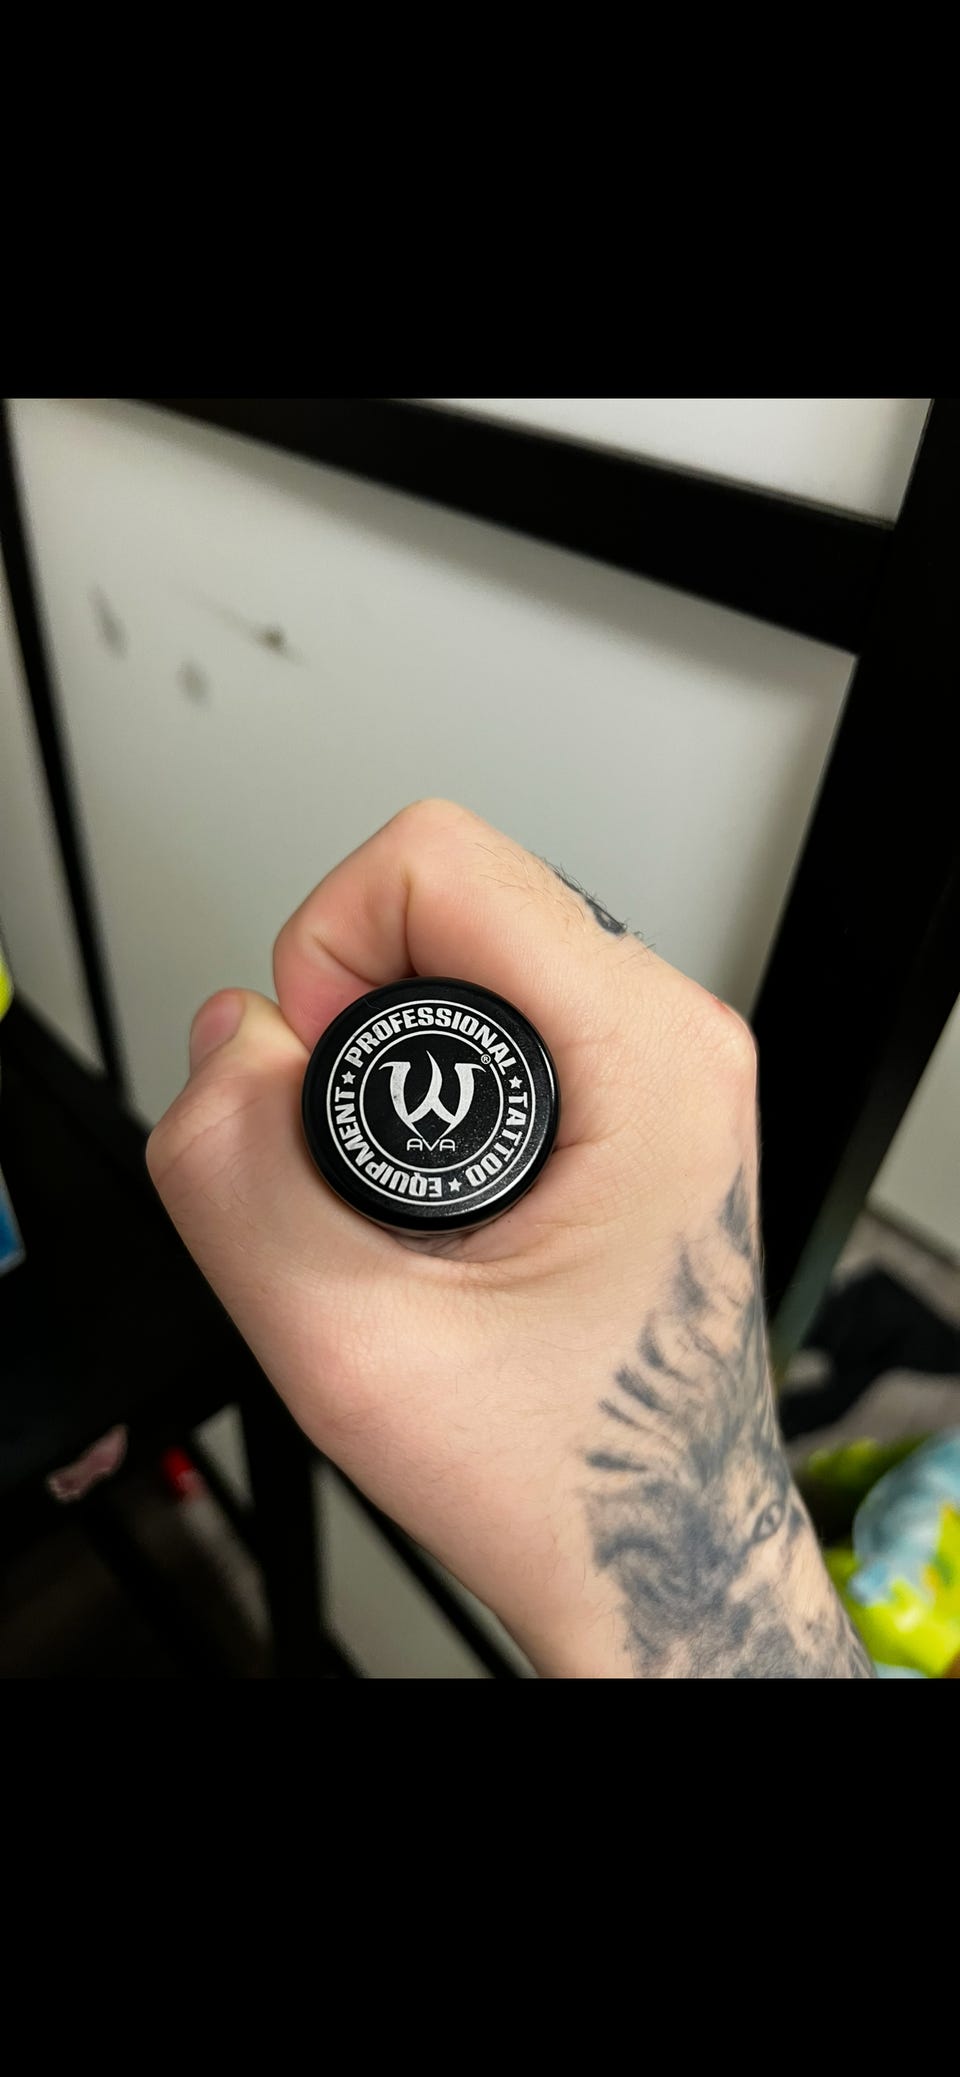 PROFESSIONAL ★ TATTOO ★ EQUIPMENT ★
®
AVA